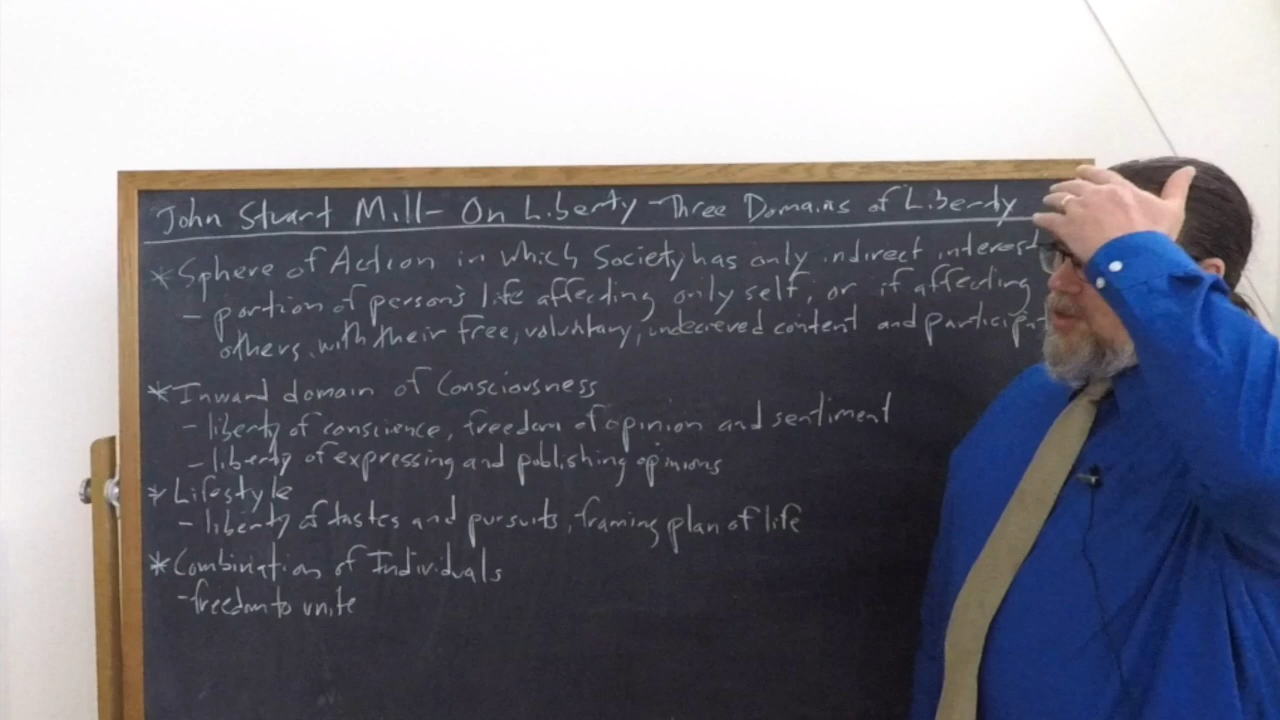 John Stuart Mill - On Liberty - Three Domains of Liberty
* Sphere of Action in which Society has only indirect interest
- portion of person's life affecting only self, or if affecting
others, with their free, voluntary, undecieved content and particip
* Inward domain of Consciousness
- liberty of conscience, freedom of opinion and sentiment
- liberty of expressing and publishing opinions
* Lifestyle
- liberty of tastes and pursuits, framing plan of life
* Combination of Individuals
- freedom to unite